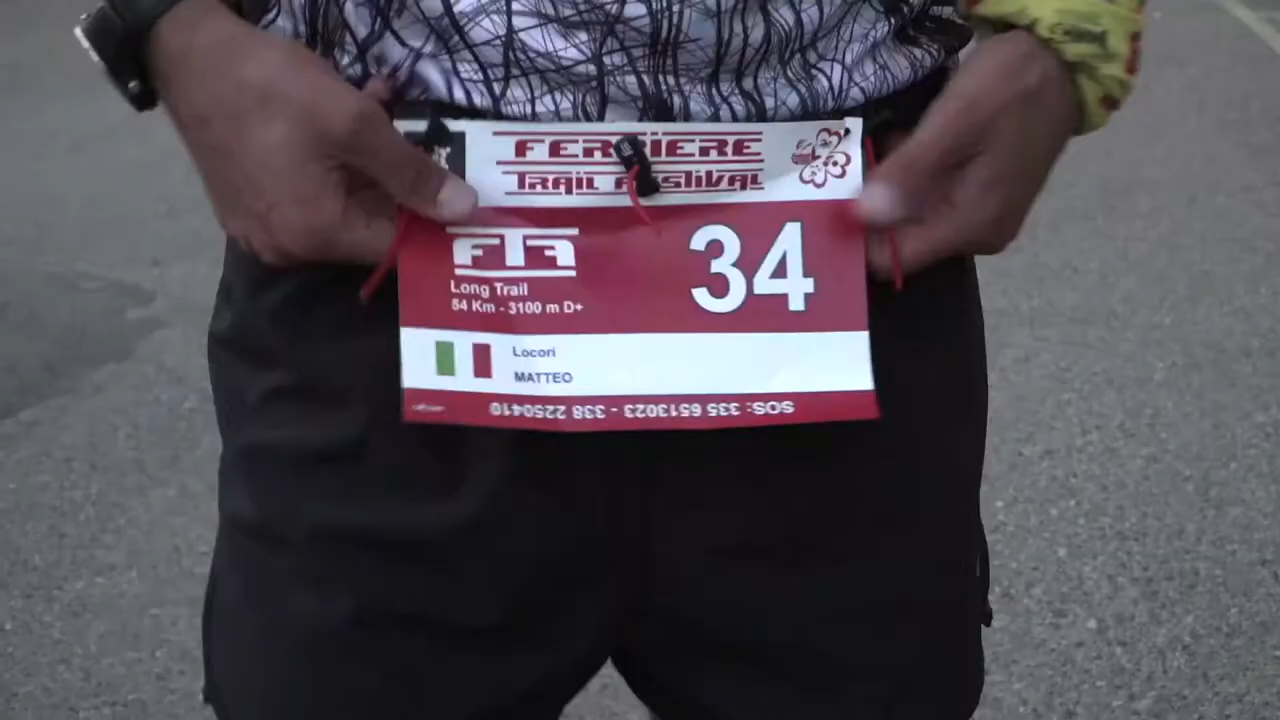 FERRIERE
TRAIL FESTIVAL
FTF
34
Long Trail
54 Km - 3100 m D+
Locori
MATTEO
SOS: 335 6513023 - 338 2250410